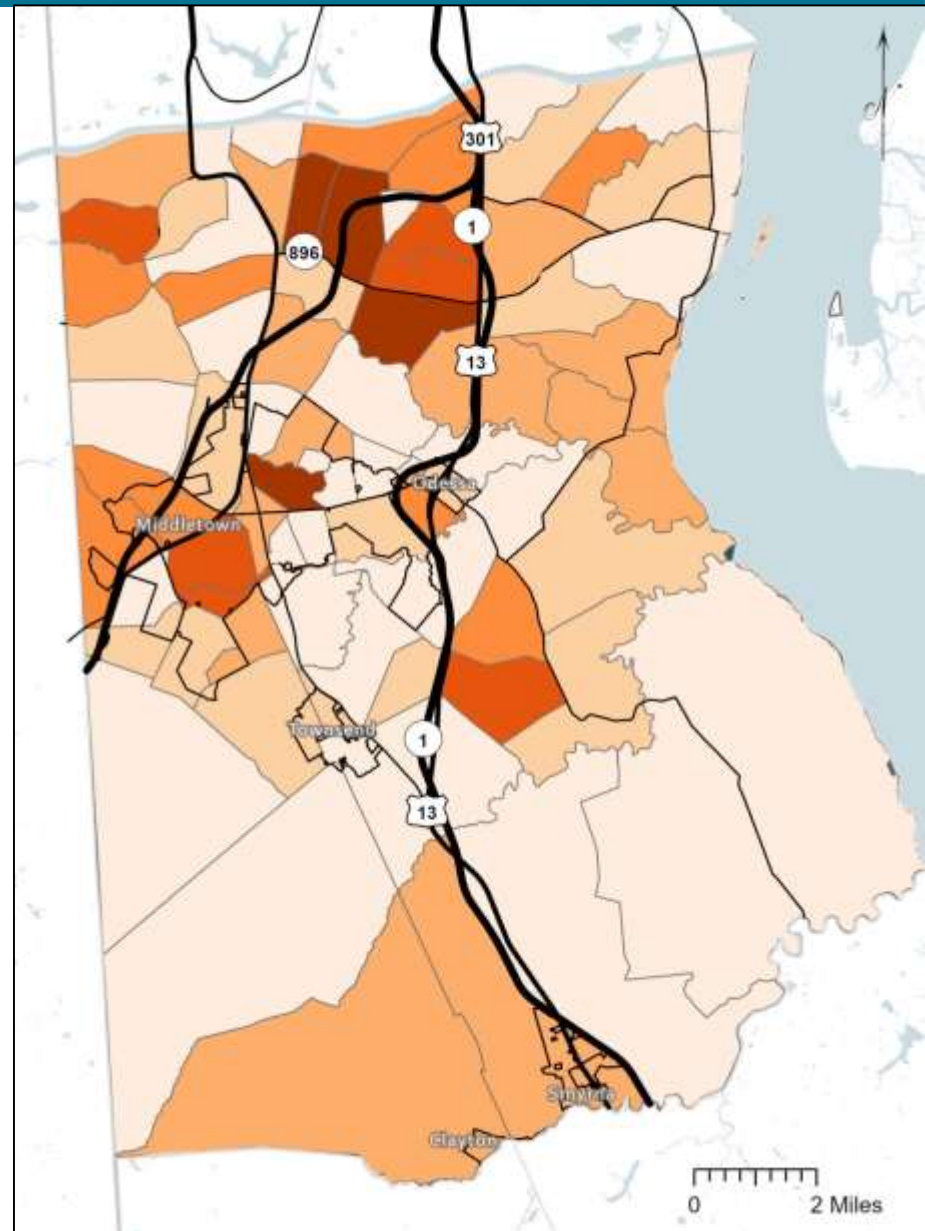 N
301
1
896
13
Odessa
Middletown
Townsend
1
13
Smyrna
Clayton
0 2 Miles